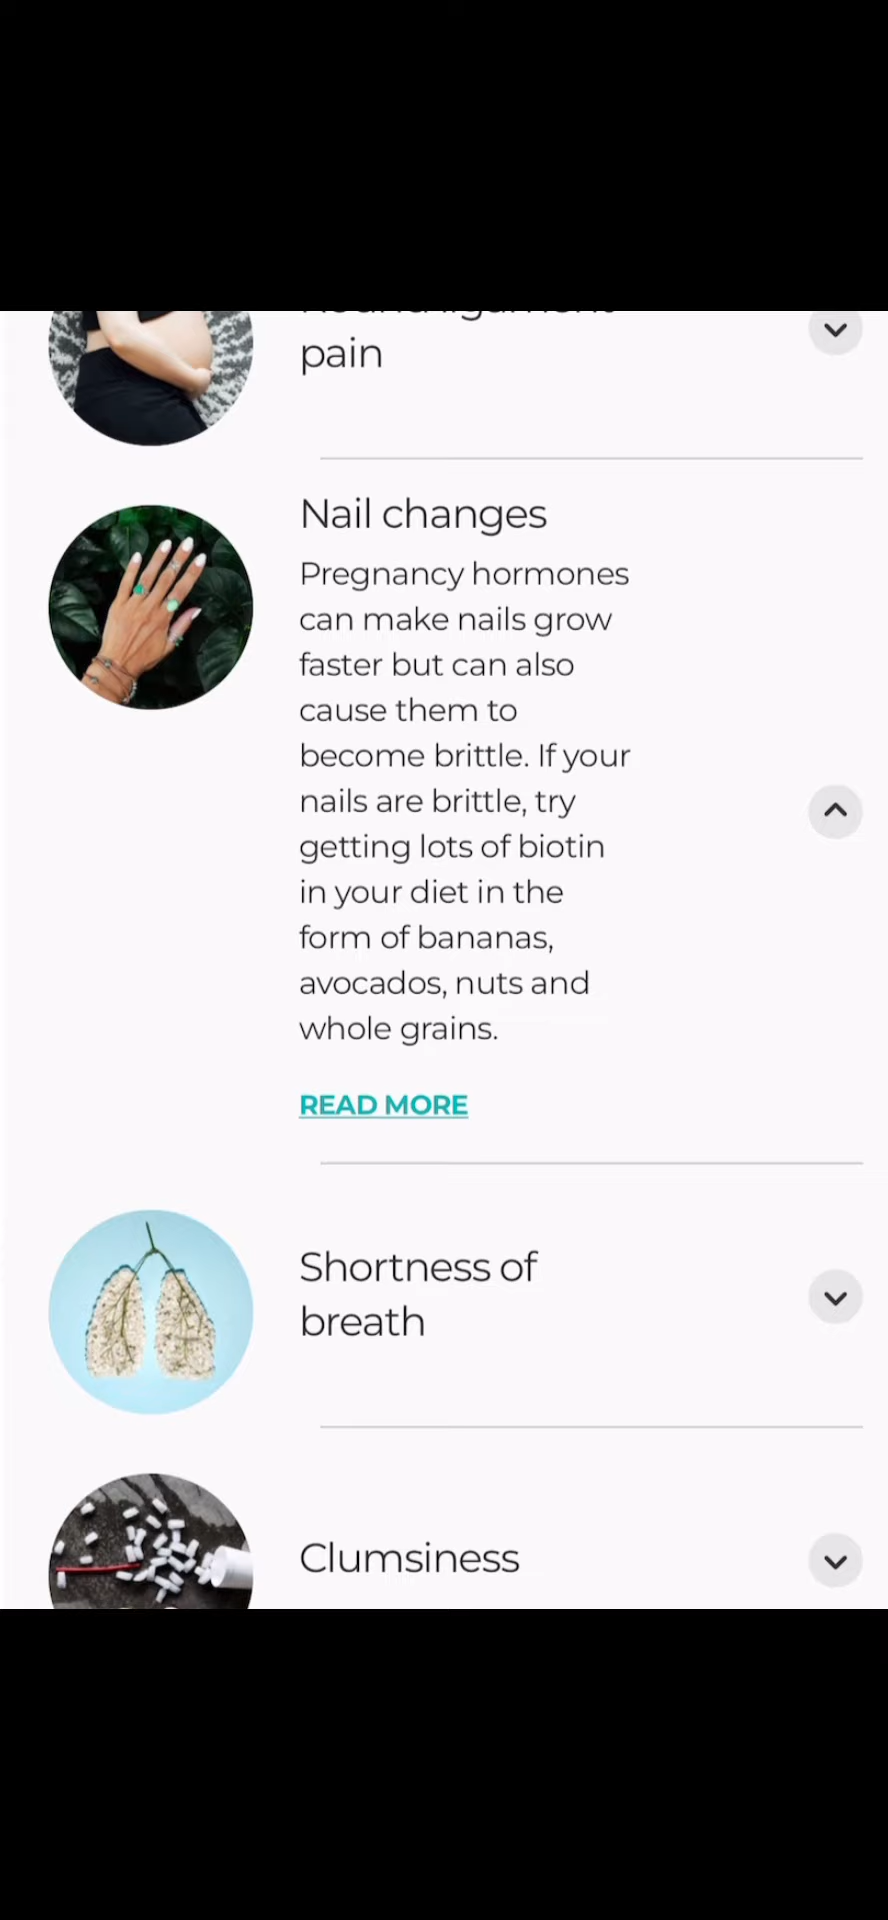 pain
Nail changes
Pregnancy hormones
can make nails grow
faster but can also
cause them to
become brittle. If your
nails are brittle, try
getting lots of biotin
in your diet in the
form of bananas,
avocados, nuts and
whole grains.
READ MORE
Shortness of
breath
Clumsiness